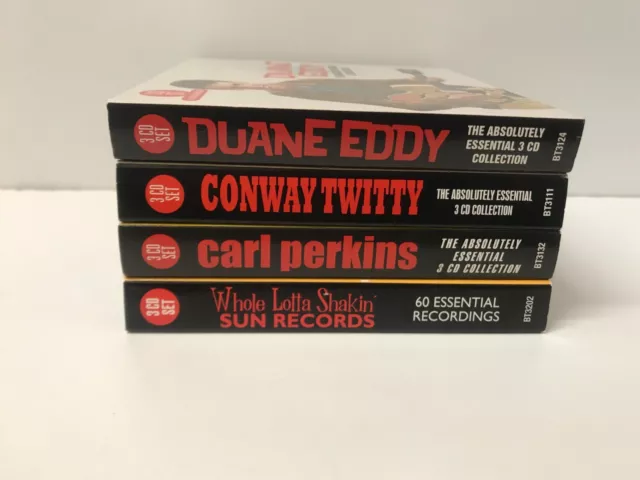 DUANE
EDDY
3 CD
SET
DUANE EDDY
THE ABSOLUTELY
ESSENTIAL 3 CD
COLLECTION
BT3124
3 CD
SET
CONWAY TWITTY
THE ABSOLUTELY ESSENTIAL
3 CD COLLECTION
BT3111
3 CD
SET
carl perkins
THE ABSOLUTELY
ESSENTIAL
3 CD COLLECTION
BT3132
3 CD
SET
Whole Lotta Shakin'
SUN RECORDS
60 ESSENTIAL
RECORDINGS
BT3202